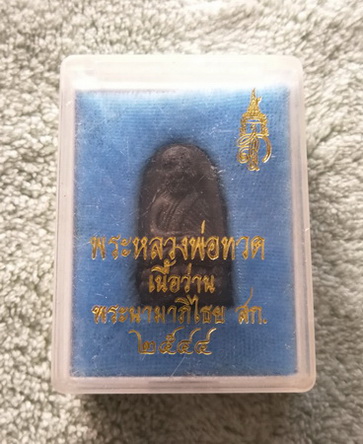 พระหลวงพ่อทวด
เนื้อว่าน
พระนามาภิไธย สก.
๒๕๔๔